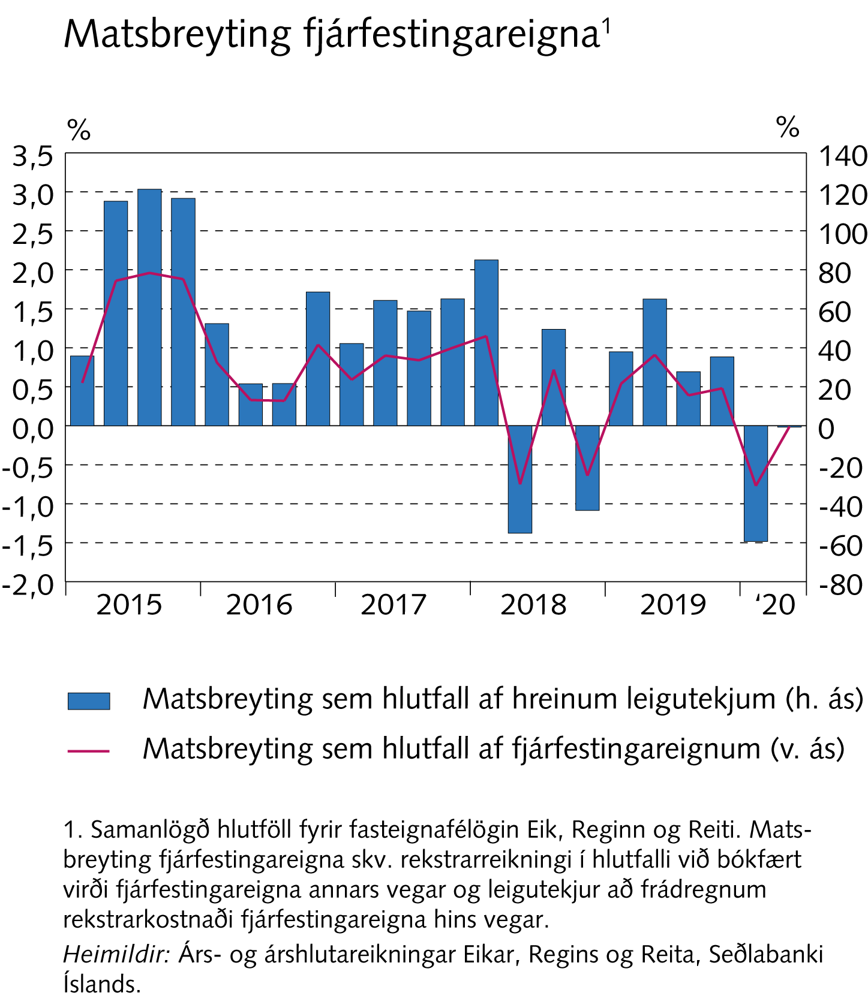 Matsbreyting fjárfestingareigna¹
% %
3,5 140
3,0 120
2,5 100
2,0 80
1,5 60
1,0 40
0,5 20
0,0 0
-0,5 -20
-1,0 -40
-1,5 -60
-2,0 -80
2015 2016 2017 2018 2019 ‘20
Matsbreyting sem hlutfall af hreinum leigutekjum (h. ás)
Matsbreyting sem hlutfall af fjárfestingareignum (v. ás)
1. Samanlögð hlutföll fyrir fasteignafélögin Eik, Reginn og Reiti. Mats-
breyting fjárfestingareigna skv. rekstrarreikningi í hlutfalli við bókfært
virði fjárfestingareigna annars vegar og leigutekjur að frádregnum
rekstrarkostnaði fjárfestingareigna hins vegar.
Heimildir: Árs- og árshlutareikningar Eikar, Regins og Reita, Seðlabanki
Íslands.